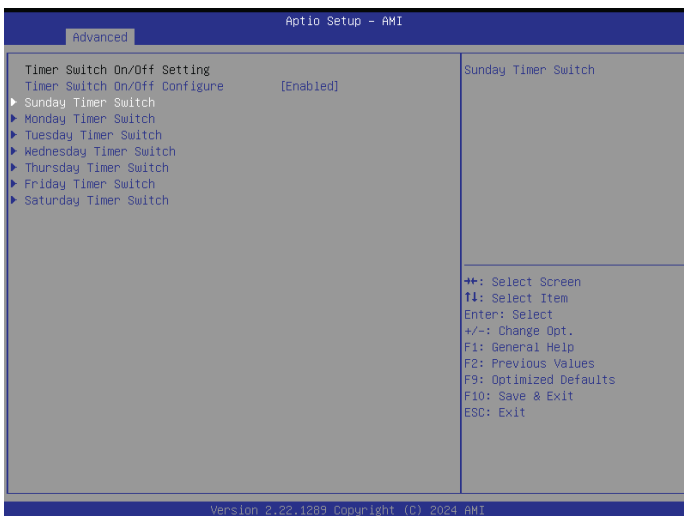 Aptio Setup – AMI
Advanced
Timer Switch On/Off Setting
Timer Switch On/Off Configure [Enabled]
Sunday Timer Switch
Monday Timer Switch
Tuesday Timer Switch
Wednesday Timer Switch
Thursday Timer Switch
Friday Timer Switch
Saturday Timer Switch
Sunday Timer Switch
→←: Select Screen
↑↓: Select Item
Enter: Select
+/-: Change Opt.
F1: General Help
F2: Previous Values
F9: Optimized Defaults
F10: Save & Exit
ESC: Exit
Version 2.22.1289 Copyright (C) 2024 AMI